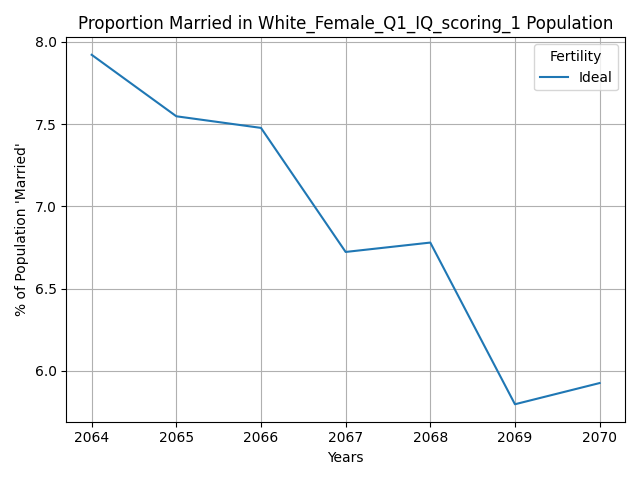 Proportion Married in White_Female_Q1_IQ_scoring_1 Population
% of Population 'Married'
8.0
7.5
7.0
6.5
6.0
Fertility
Ideal
2064 2065 2066 2067 2068 2069 2070
Years